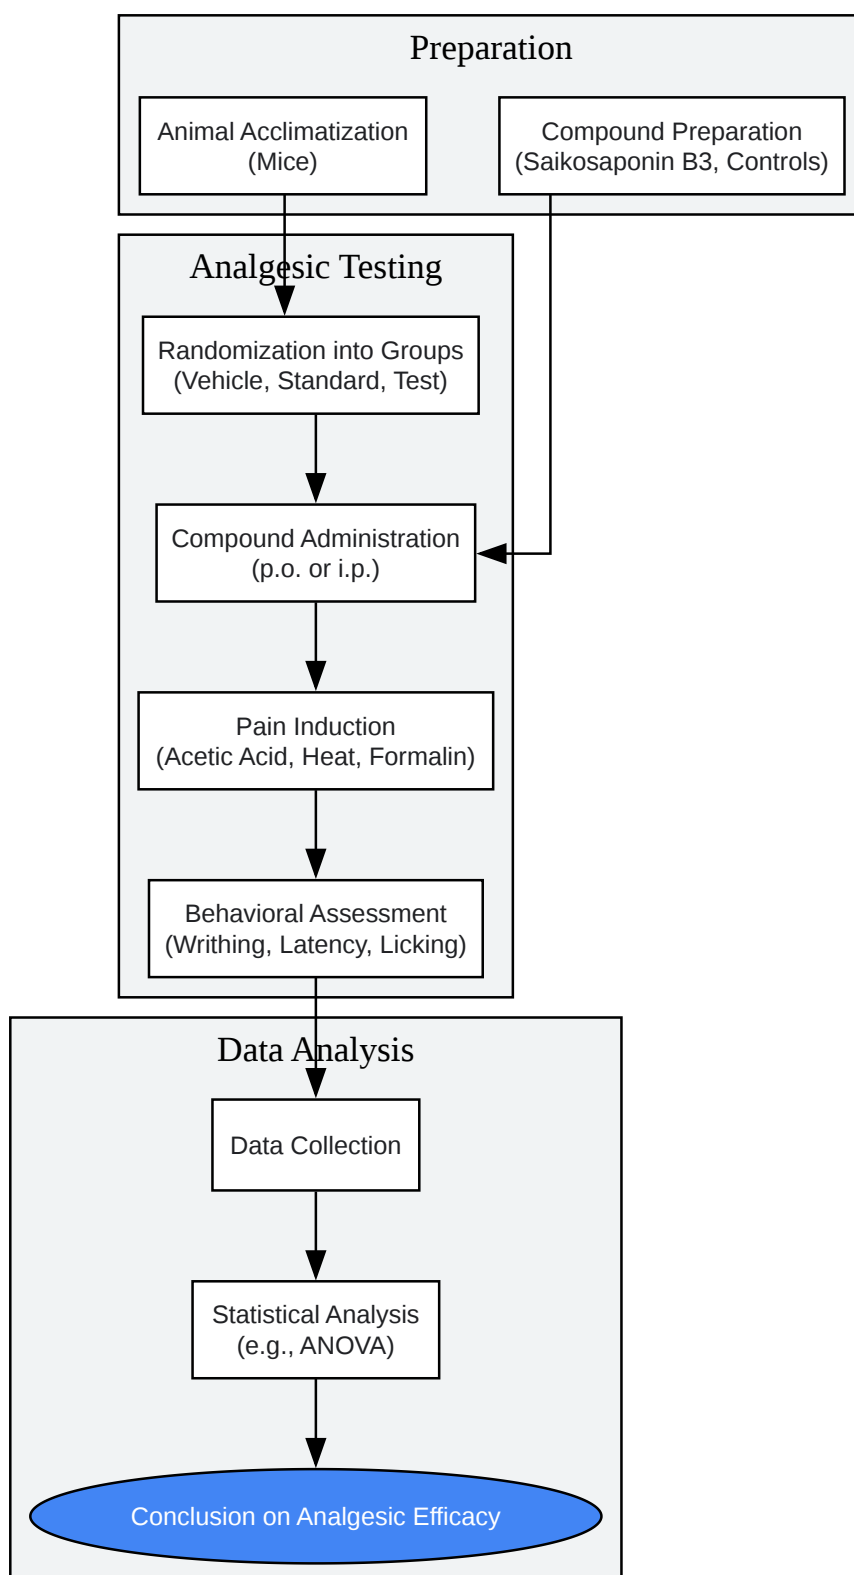 Preparation
Animal Acclimatization
(Mice)
Compound Preparation
(Saikosaponin B3, Controls)
Analgesic Testing
Randomization into Groups
(Vehicle, Standard, Test)
Compound Administration
(p.o. or i.p.)
Pain Induction
(Acetic Acid, Heat, Formalin)
Behavioral Assessment
(Writhing, Latency, Licking)
Data Analysis
Data Collection
Statistical Analysis
(e.g., ANOVA)
Conclusion on Analgesic Efficacy